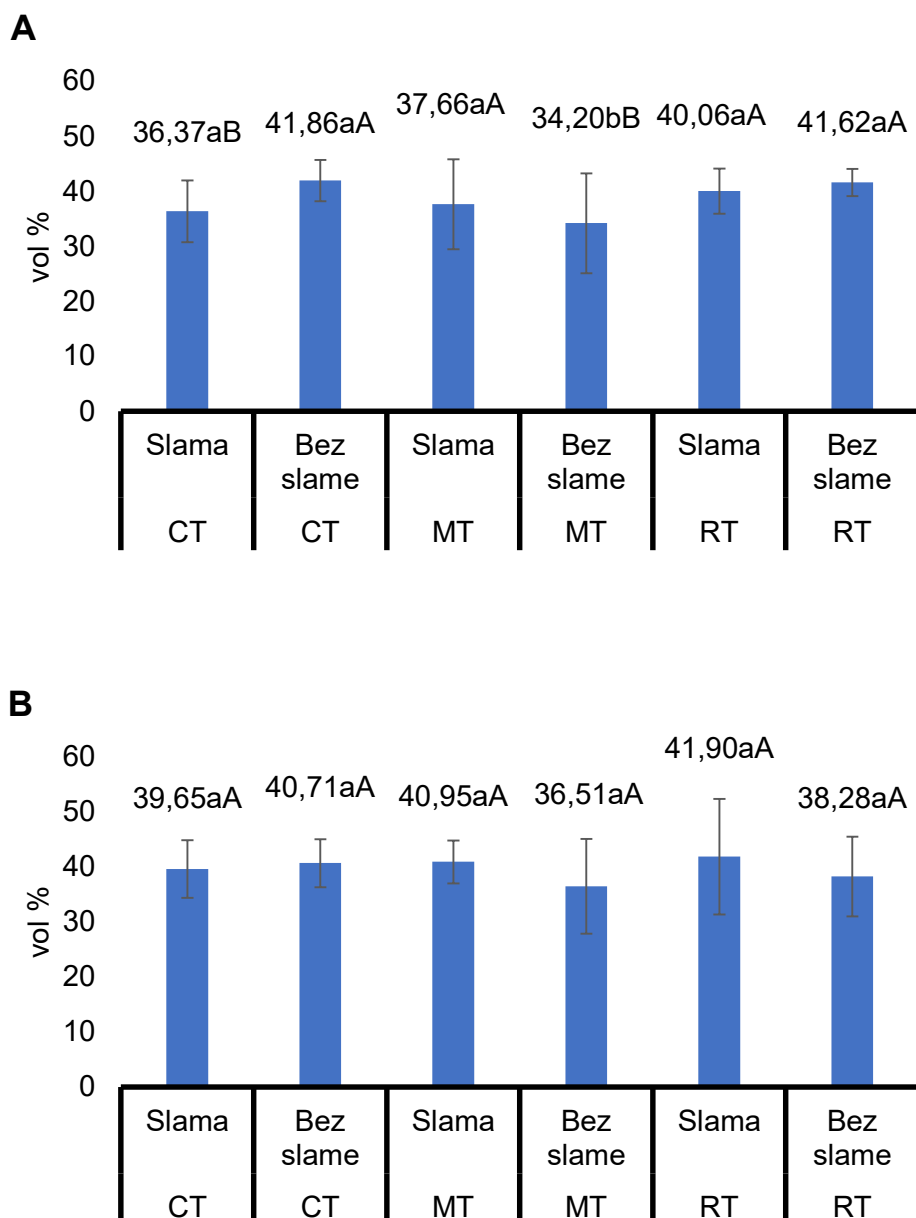 A
60
50
40
30
20
10
0
vol %
36,37aB 41,86aA 37,66aA 34,20bB 40,06aA 41,62aA
Slama Bez slame Slama Bez slame Slama Bez slame
CT CT MT MT RT RT
B
60
50
40
30
20
10
0
vol %
39,65aA 40,71aA 40,95aA 36,51aA 41,90aA 38,28aA
Slama Bez slame Slama Bez slame Slama Bez slame
CT CT MT MT RT RT